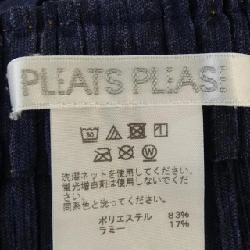 PLEATS PLEASE
洗濯ネットを使用してください。
蛍光増白剤は使用しないで
ください。
同系色と洗ってください。
ポリエステル 83%
ラミー 17%